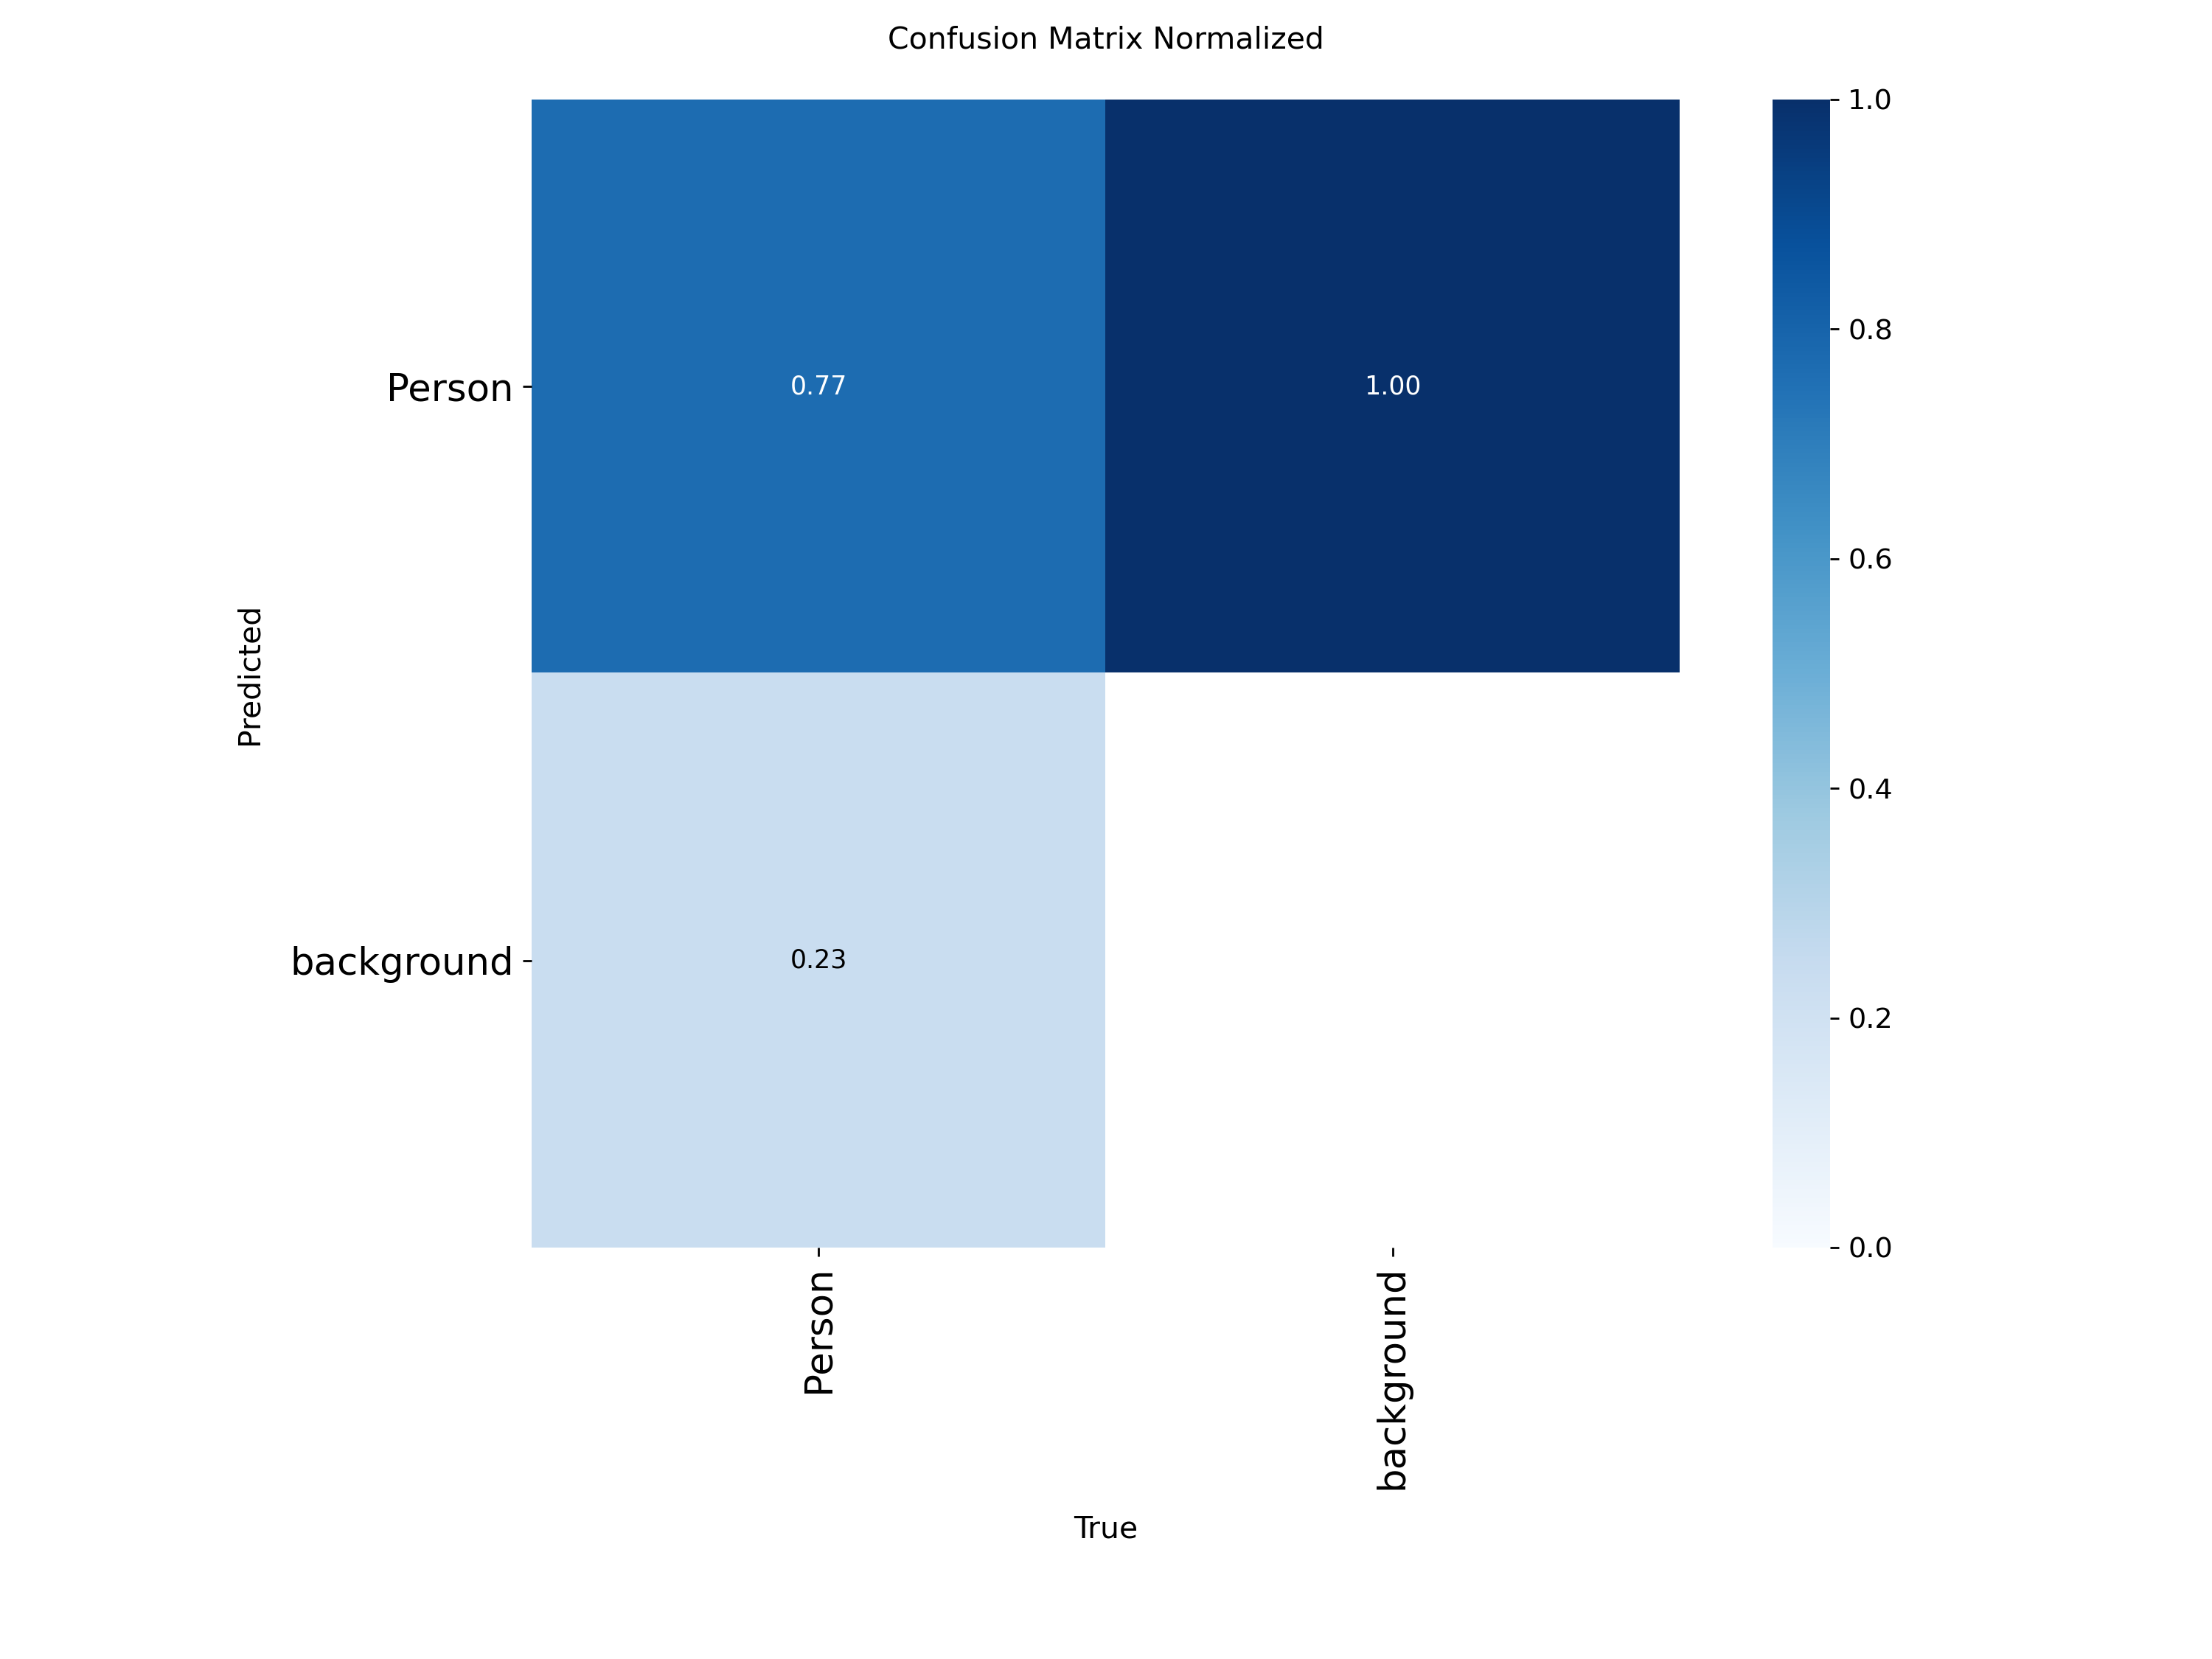 Confusion Matrix Normalized
Person
background
Predicted
0.77
1.00
0.23
Person
background
True
1.0
0.8
0.6
0.4
0.2
0.0